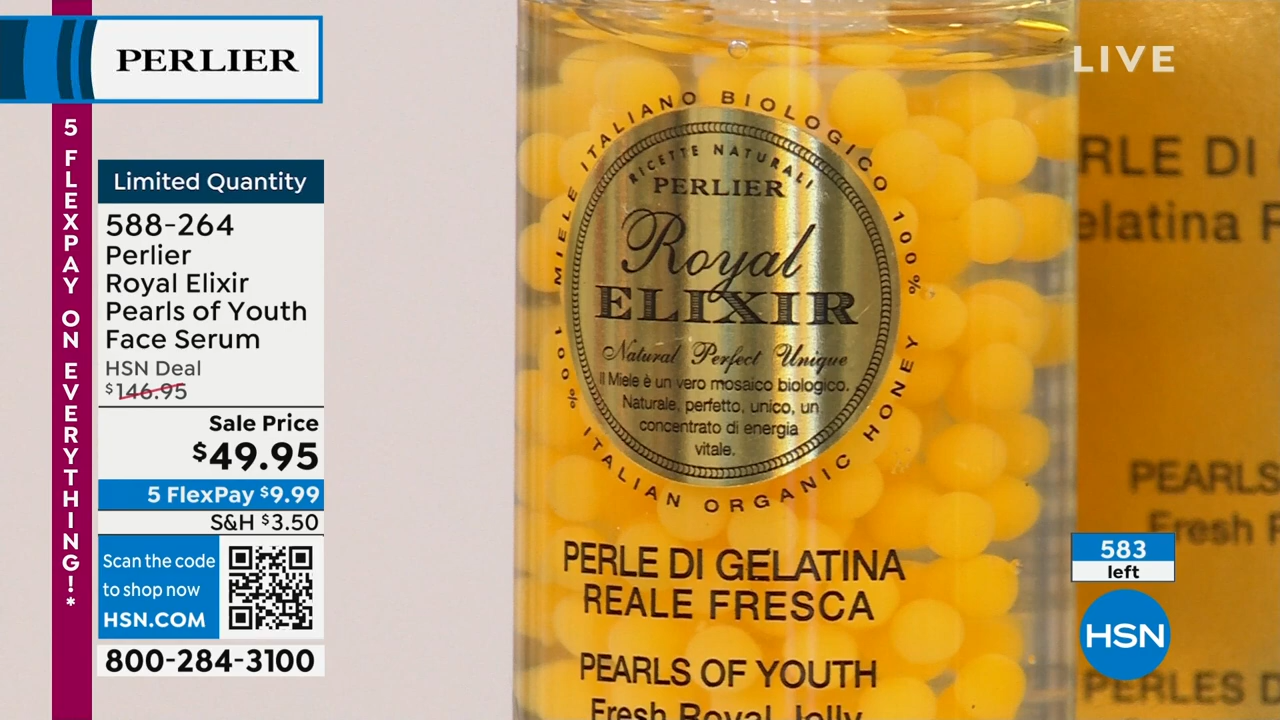 PERLIER
LIVE
5 FLEXPAY ON EVERYTHING!*
Limited Quantity
588-264
Perlier
Royal Elixir
Pearls of Youth
Face Serum
HSN Deal
$146.95
Sale Price
$49.95
5 FlexPay $9.99
S&H $3.50
Scan the code
to shop now
HSN.COM
800-284-3100
MIELE ITALIANO BIOLOGICO 100%
RICETTE NATURALI
PERLIER
Royal
ELIXIR
Natural Perfect Unique
Il Miele è un vero mosaico biologico.
Naturale, perfetto, unico, un
concentrato di energia
vitale.
100% ITALIAN ORGANIC HONEY
PERLE DI GELATINA
REALE FRESCA
PEARLS OF YOUTH
Fresh Royal Jelly
RLE DI
elatina F
PEARLS
Fresh
PERLES D
583
left
HSN